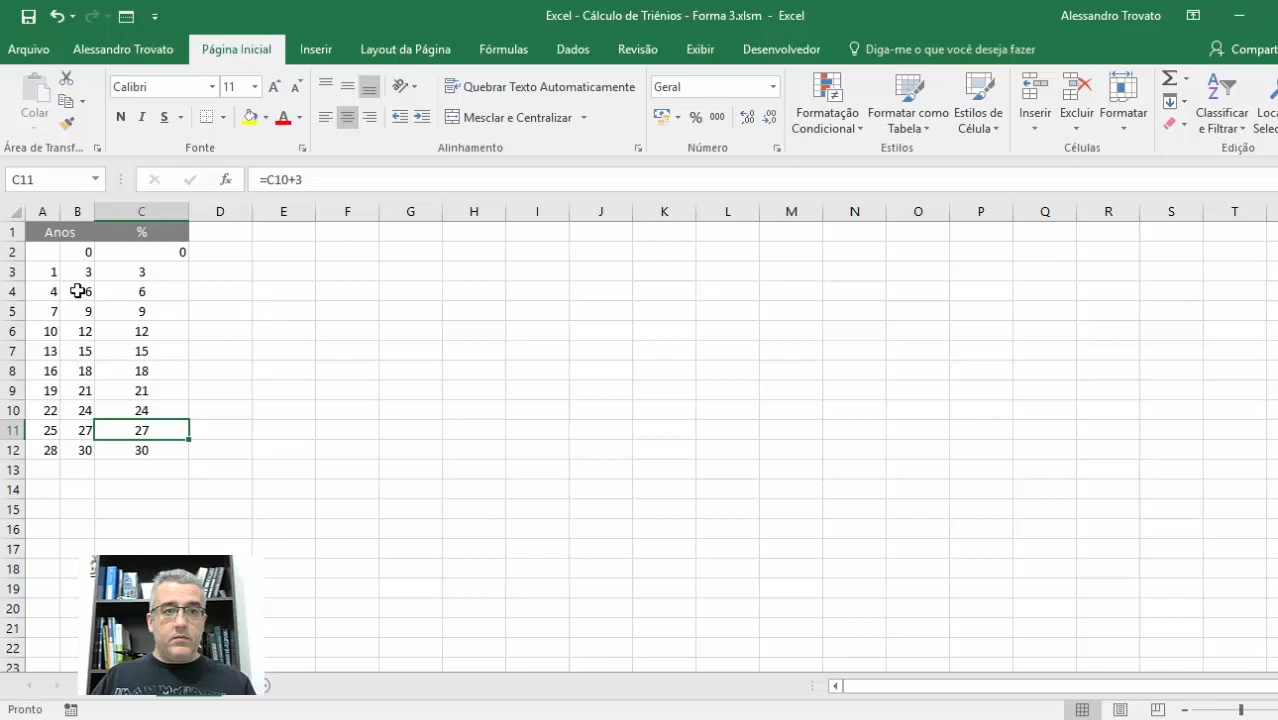 Excel - Cálculo de Triênios - Forma 3.xlsm - Excel
Alessandro Trovato
Arquivo Alessandro Trovato Página Inicial Inserir Layout da Página Fórmulas Dados Revisão Exibir Desenvolvedor Diga-me o que você deseja fazer Compart
Colar
Área de Transf...
Calibri 11
N I S
Fonte
Quebrar Texto Automaticamente
Mesclar e Centralizar
Alinhamento
Geral
% 000
Número
Formatação Condicional
Formatar como Tabela
Estilos de Célula
Estilos
Inserir Excluir Formatar
Células
Classificar e Filtrar
Loca
Selec
Edição
C11 fx =C10+3
A B C D E F G H I J K L M N O P Q R S T
1 Anos %
2 0 0
3 1 3 3
4 4 6 6
5 7 9 9
6 10 12 12
7 13 15 15
8 16 18 18
9 19 21 21
10 22 24 24
11 25 27 27
12 28 30 30
13
14
15
16
17
18
19
20
21
22
23
Pronto